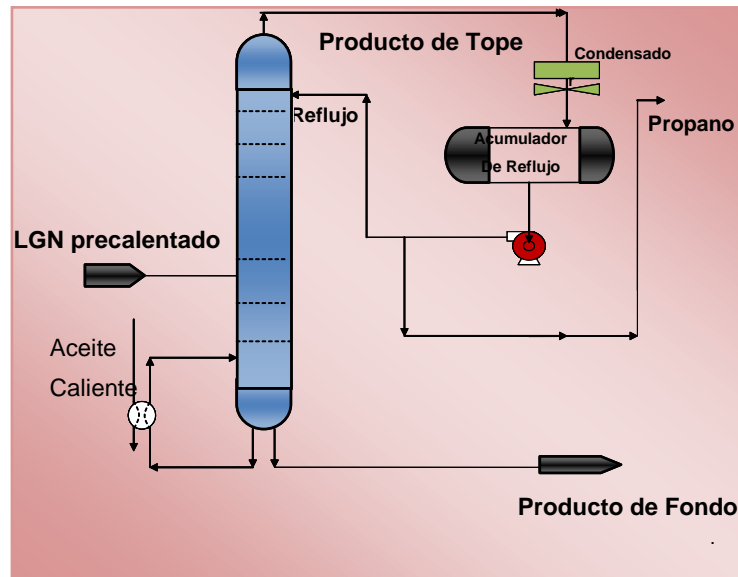 Producto de Tope
Condensado
r
Reflujo
Propano
Acumulador
De Reflujo
LGN precalentado
Aceite
Caliente
Producto de Fondo
.